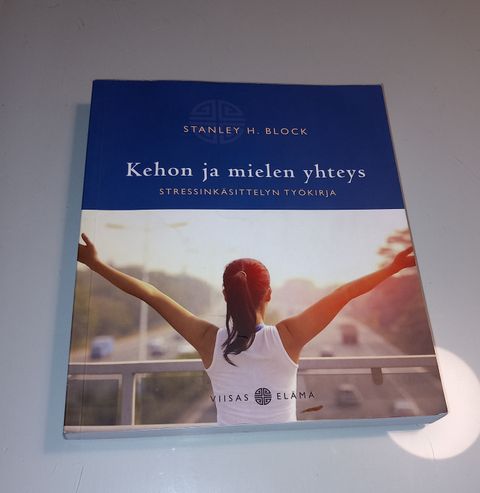 STANLEY H. BLOCK
Kehon ja mielen yhteys
STRESSINKÄSITTELYN TYÖKIRJA
VIISAS ELÄMÄ